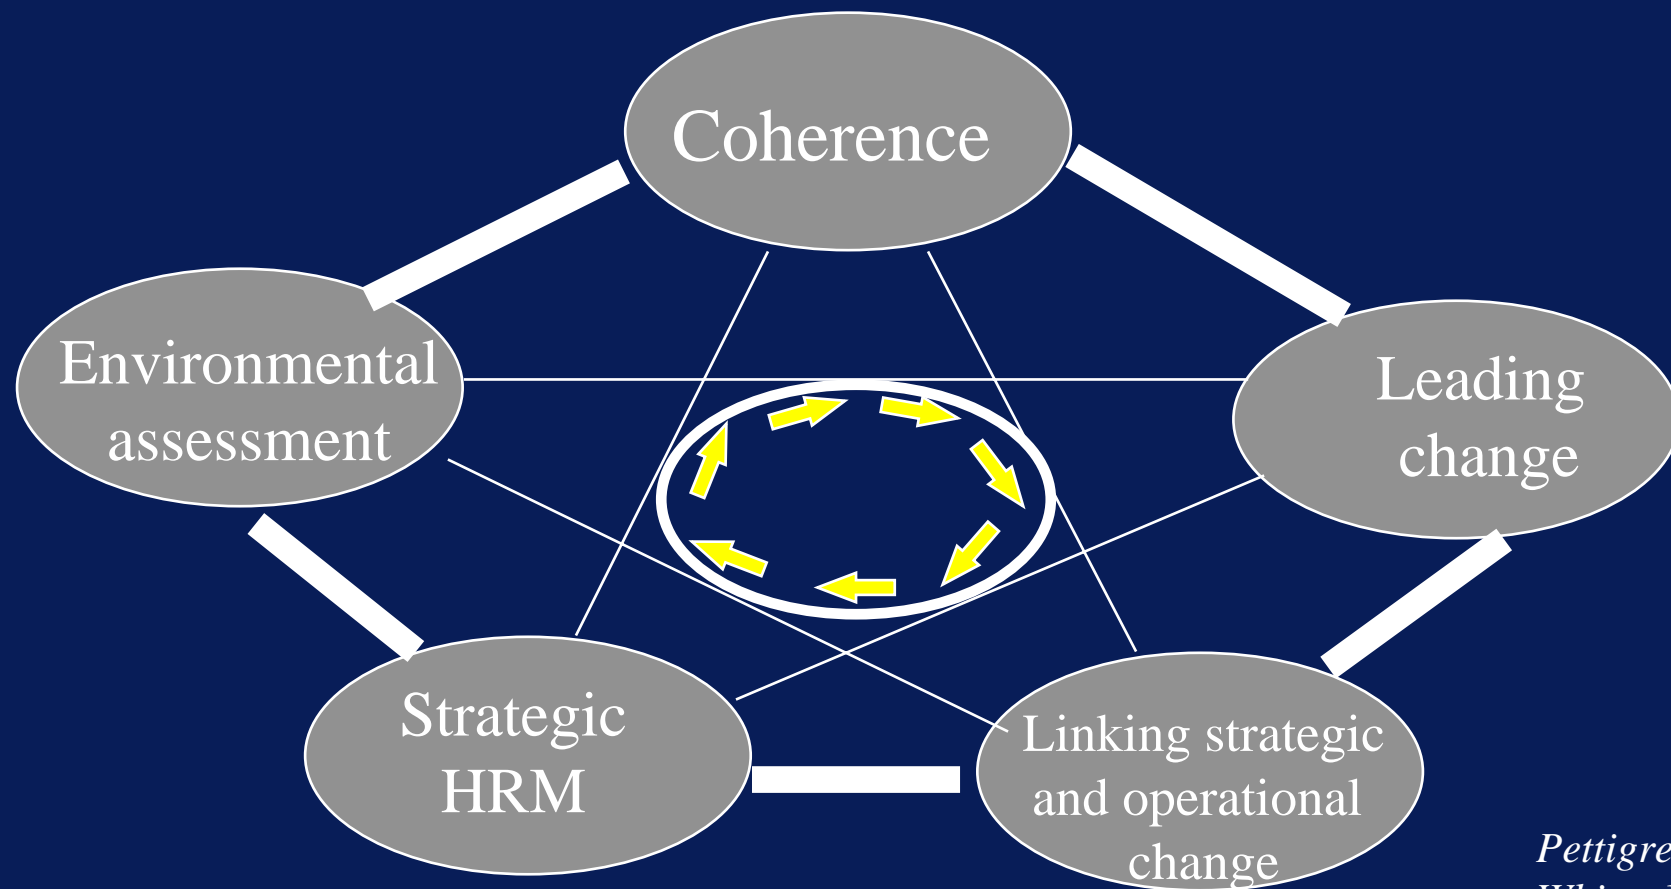 Coherence
Environmental
assessment
Leading
change
Strategic
HRM
Linking strategic
and operational
change